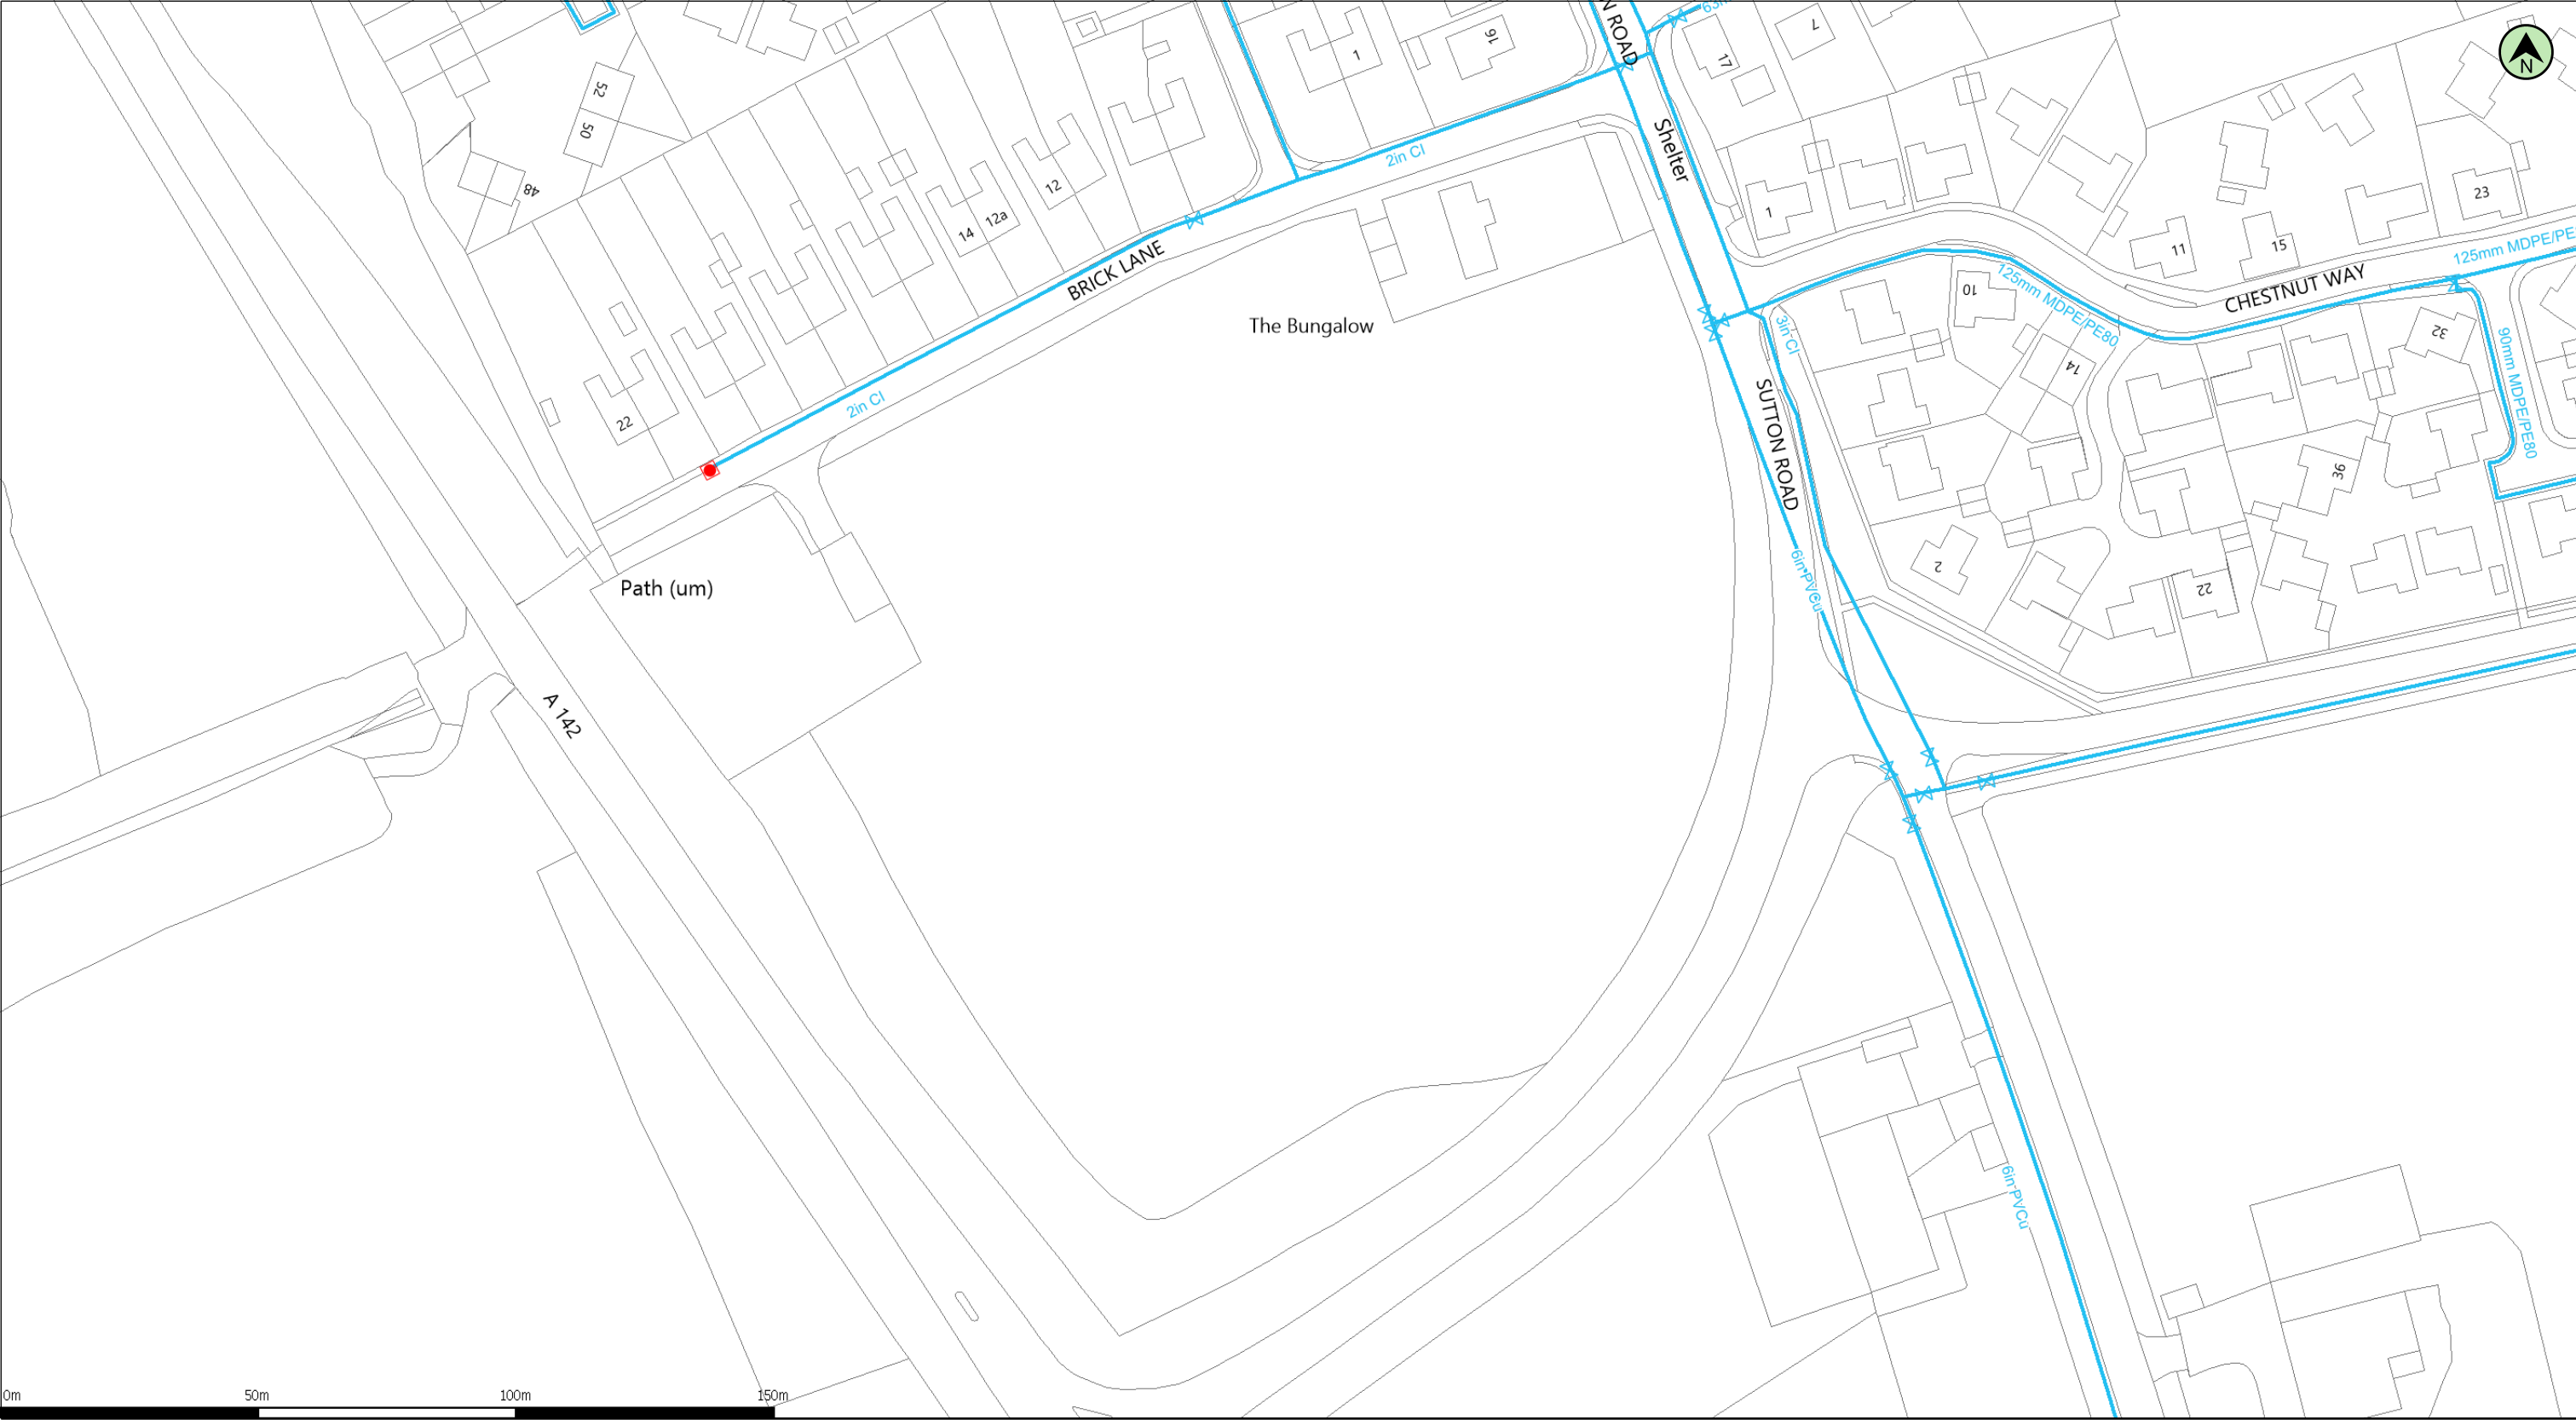 N ROAD
63m
N
1
16
17
7
52
50
48
2in CI
Shelter
12
12a
14
1
23
11
15
125mm MDPE/PE
BRICK LANE
CHESTNUT WAY
10
125mm MDPE/PE80
The Bungalow
3in CI
14
32
90mm MDPE/PE80
2in CI
22
SUTTON ROAD
36
Path (um)
6in PVCu
2
22
A 142
6in PVCu
0m
50m
100m
150m